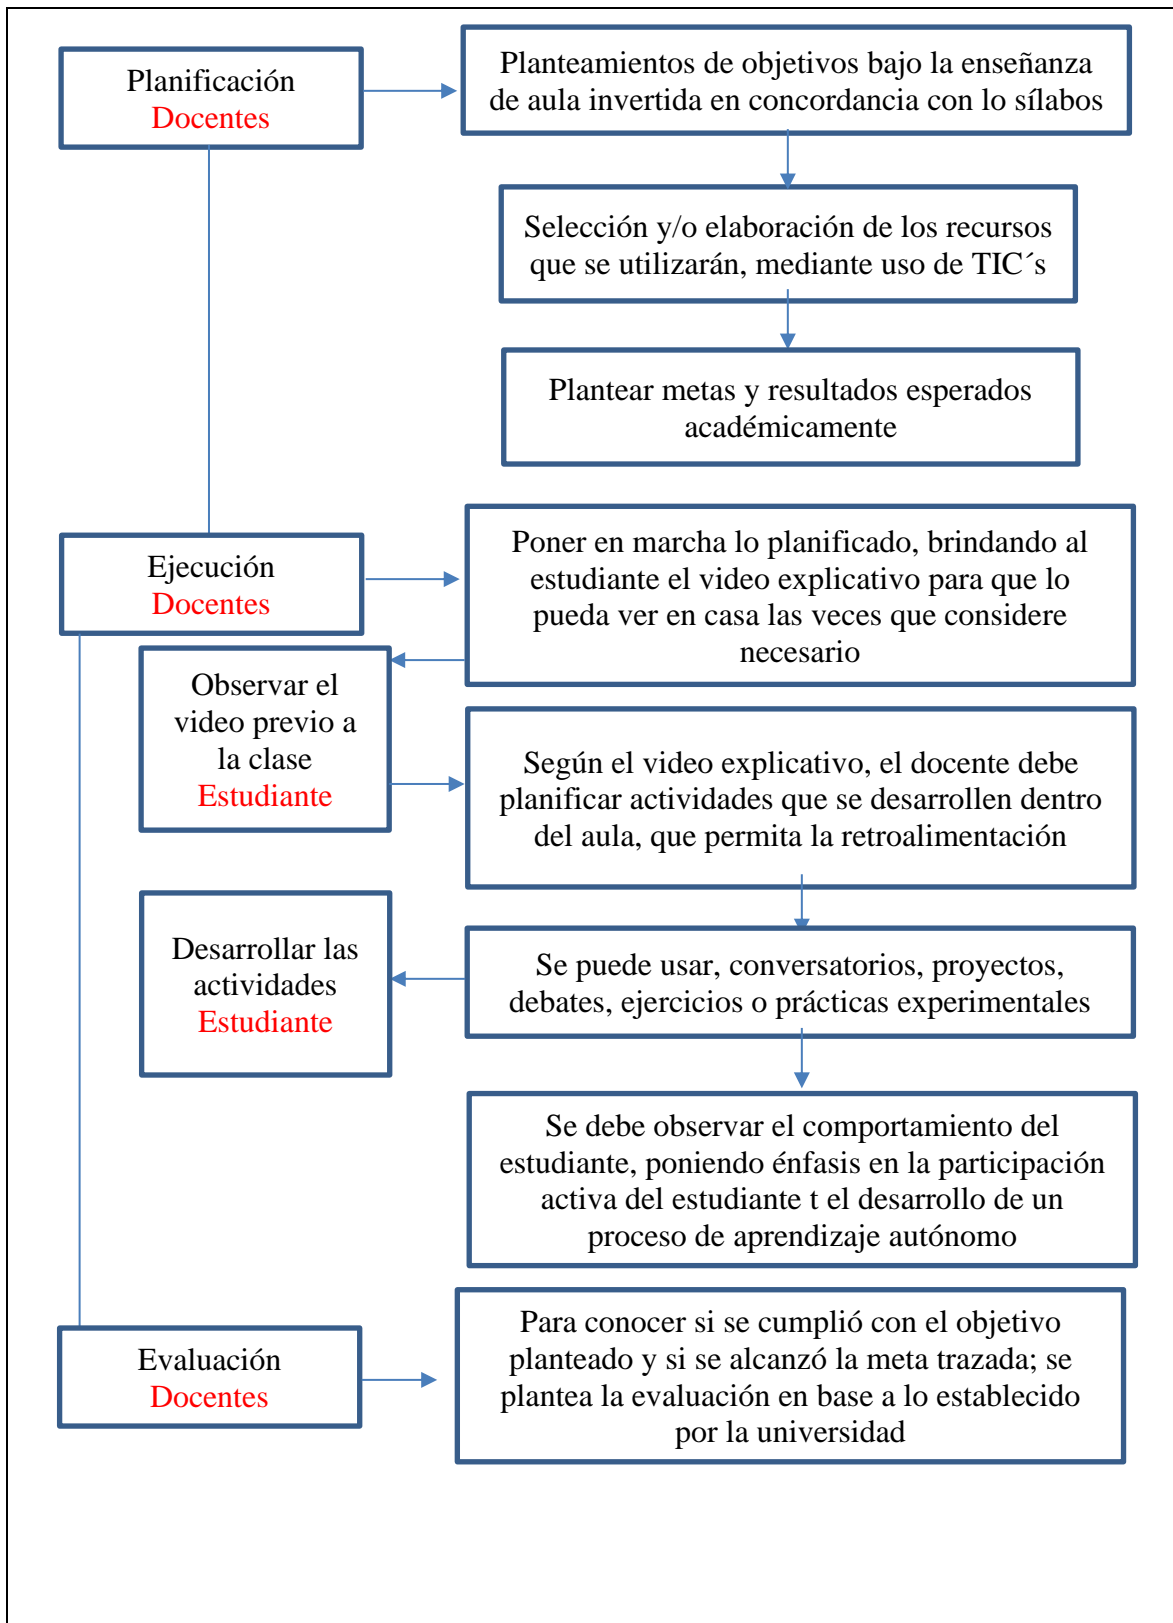 Planificación
Docentes
Planteamientos de objetivos bajo la enseñanza
de aula invertida en concordancia con lo sílabos
Selección y/o elaboración de los recursos
que se utilizarán, mediante uso de TIC´s
Plantear metas y resultados esperados
académicamente
Ejecución
Docentes
Poner en marcha lo planificado, brindando al
estudiante el video explicativo para que lo
pueda ver en casa las veces que considere
necesario
Observar el
video previo a
la clase
Estudiante
Según el video explicativo, el docente debe
planificar actividades que se desarrollen dentro
del aula, que permita la retroalimentación
Se puede usar, conversatorios, proyectos,
debates, ejercicios o prácticas experimentales
Desarrollar las
actividades
Estudiante
Se debe observar el comportamiento del
estudiante, poniendo énfasis en la participación
activa del estudiante t el desarrollo de un
proceso de aprendizaje autónomo
Evaluación
Docentes
Para conocer si se cumplió con el objetivo
planteado y si se alcanzó la meta trazada; se
plantea la evaluación en base a lo establecido
por la universidad